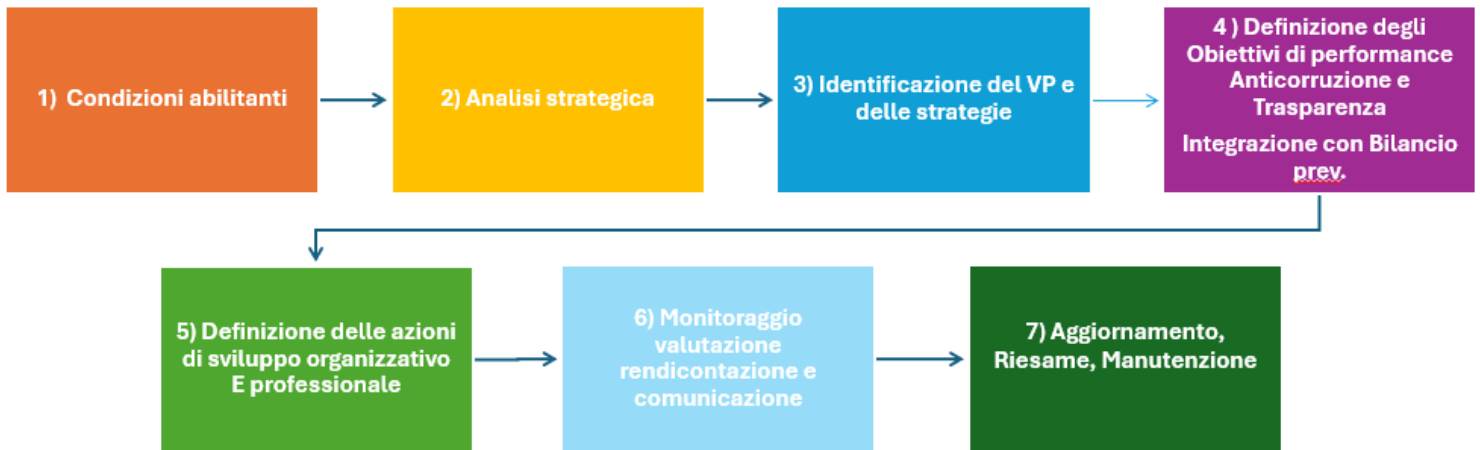 1) Condizioni abilitanti
2) Analisi strategica
3) Identificazione del VP e
delle strategie
4 ) Definizione degli
Obiettivi di performance
Anticorruzione e
Trasparenza
Integrazione con Bilancio
prev.
5) Definizione delle azioni
di sviluppo organizzativo
E professionale
6) Monitoraggio
valutazione
rendicontazione e
comunicazione
7) Aggiornamento,
Riesame, Manutenzione